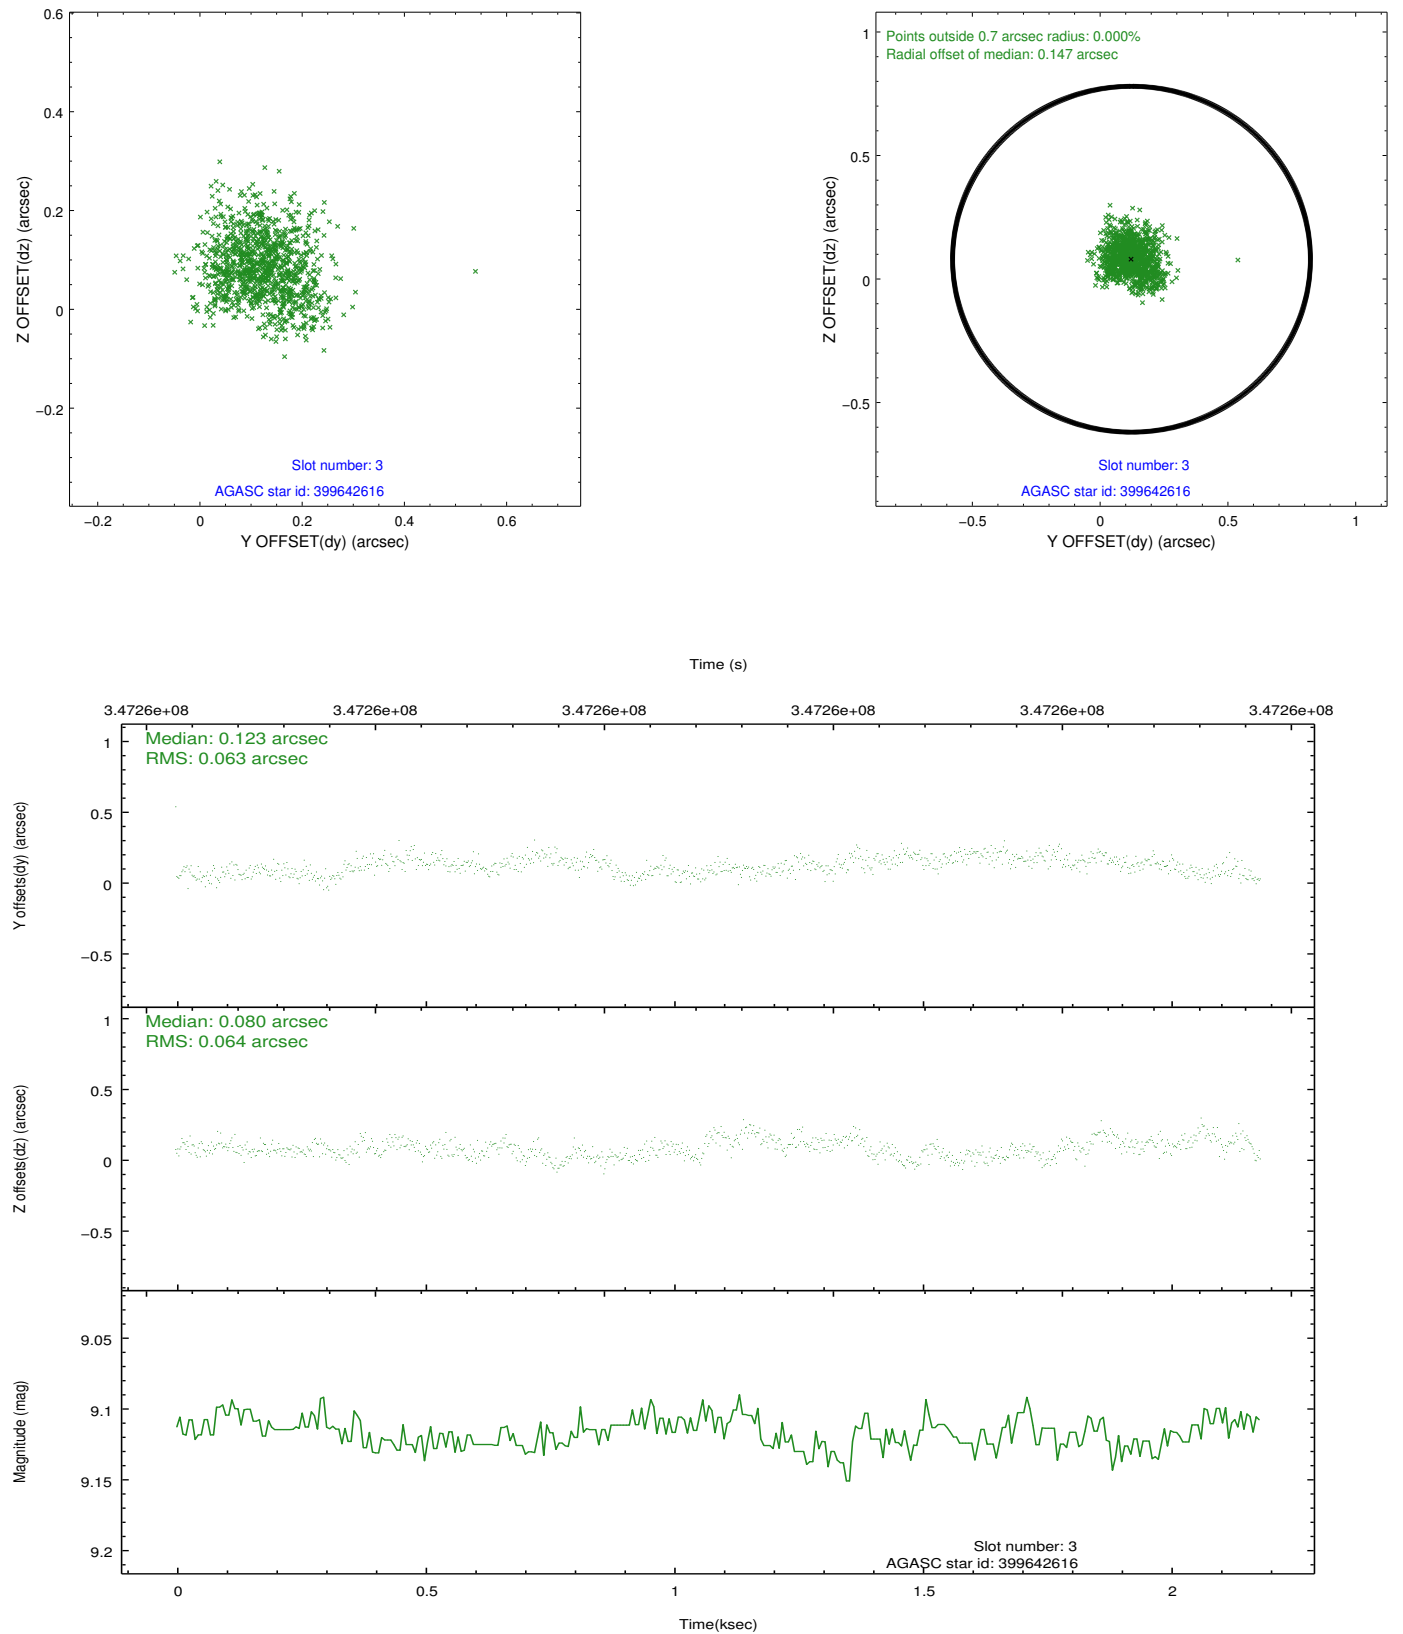 0.6
0.4
0.2
0
−0.2
Z OFFSET(dz) (arcsec)
Slot number: 3
AGASC star id: 399642616
−0.2 0 0.2 0.4 0.6
Y OFFSET(dy) (arcsec)
Points outside 0.7 arcsec radius: 0.000%
Radial offset of median: 0.147 arcsec
1
0.5
0
−0.5
Z OFFSET(dz) (arcsec)
Slot number: 3
AGASC star id: 399642616
−0.5 0 0.5 1
Y OFFSET(dy) (arcsec)
Time (s)
3.4726e+08 3.4726e+08 3.4726e+08 3.4726e+08 3.4726e+08 3.4726e+08
Median: 0.123 arcsec
RMS: 0.063 arcsec
1
0.5
0
−0.5
Y offsets(dy) (arcsec)
Median: 0.080 arcsec
RMS: 0.064 arcsec
1
0.5
0
−0.5
Z offsets(dz) (arcsec)
9.05
9.1
9.15
9.2
Magnitude (mag)
Slot number: 3
AGASC star id: 399642616
0 0.5 1 1.5 2
Time(ksec)